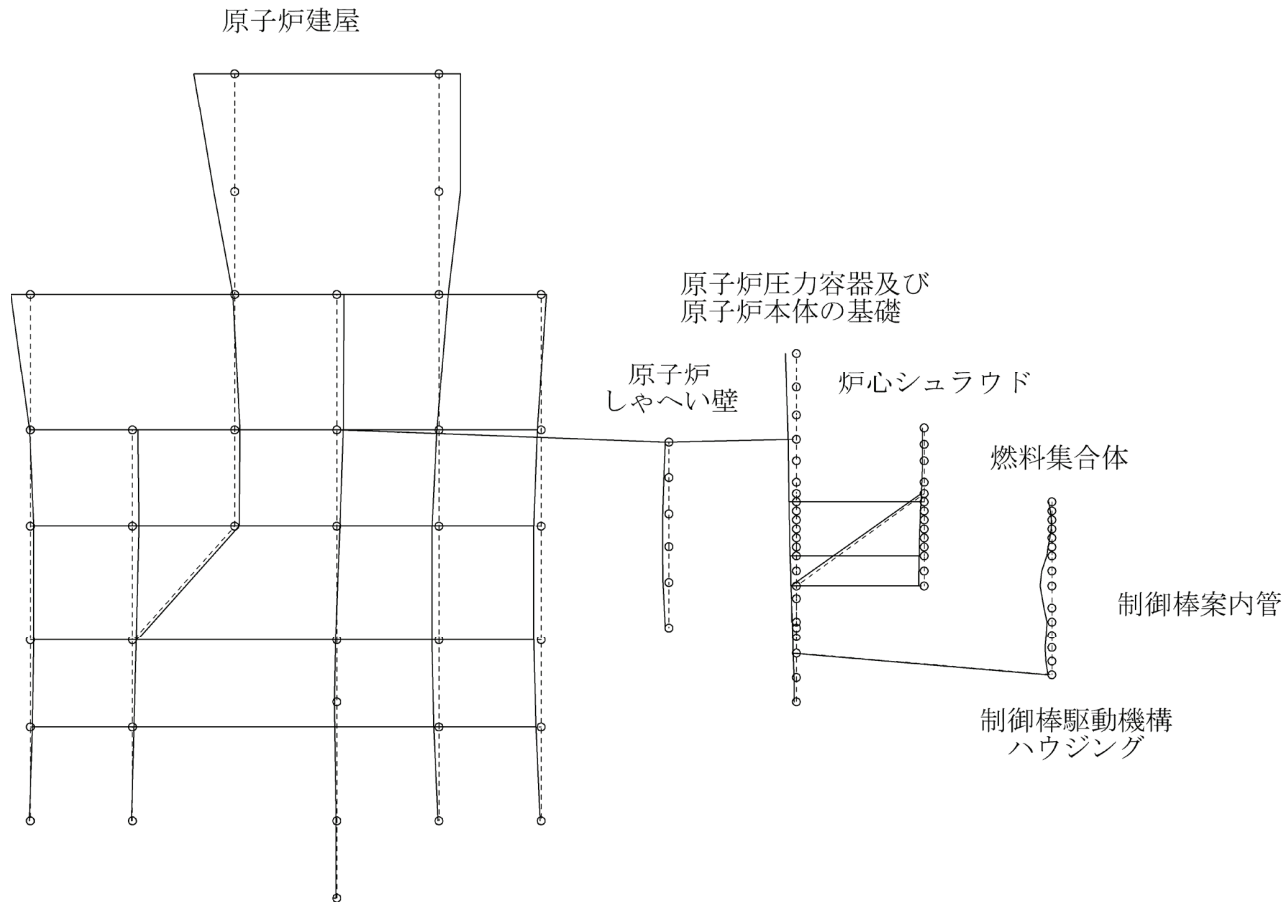 原子炉建屋
原子炉圧力容器及び
原子炉本体の基礎
原子炉
しゃへい壁
炉心シュラウド
燃料集合体
制御棒案内管
制御棒駆動機構
ハウジング